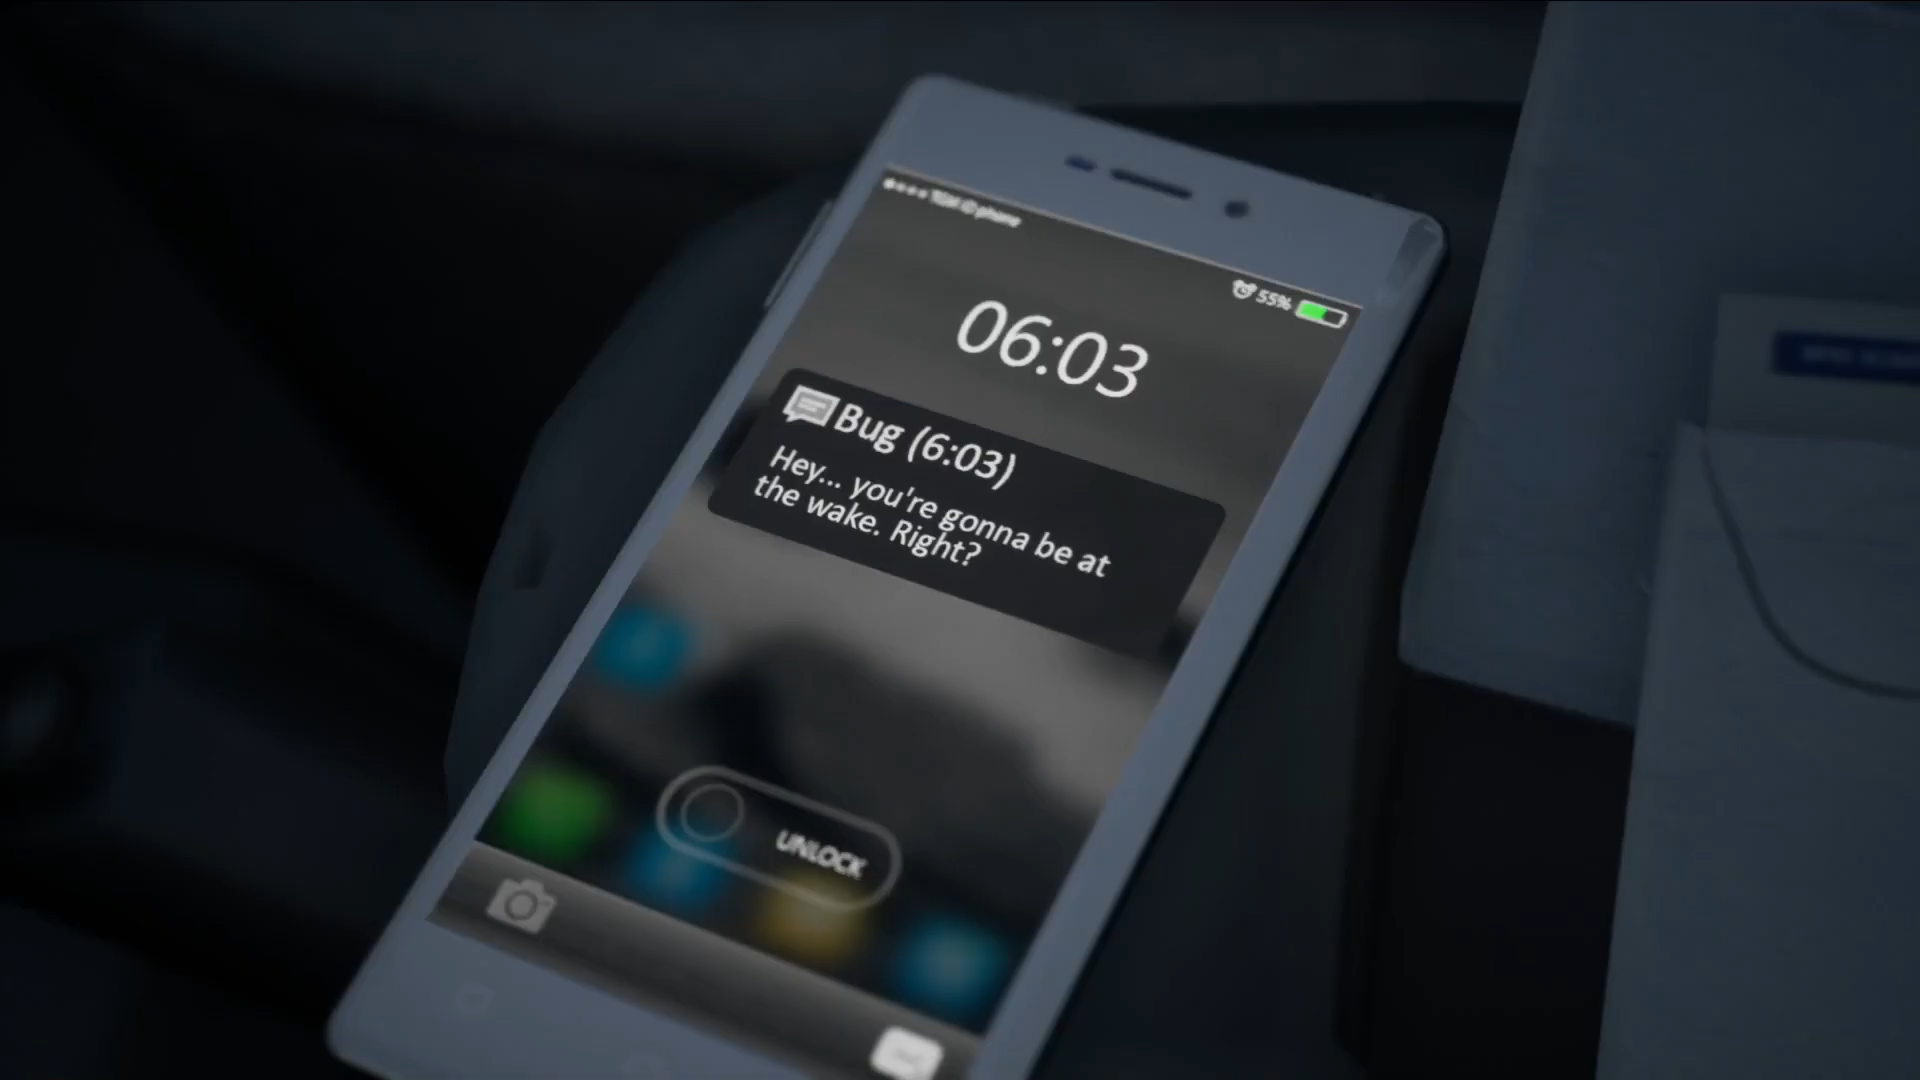 55%
06:03
Bug (6:03)
Hey... you're gonna be at
the wake. Right?
UNLOCK